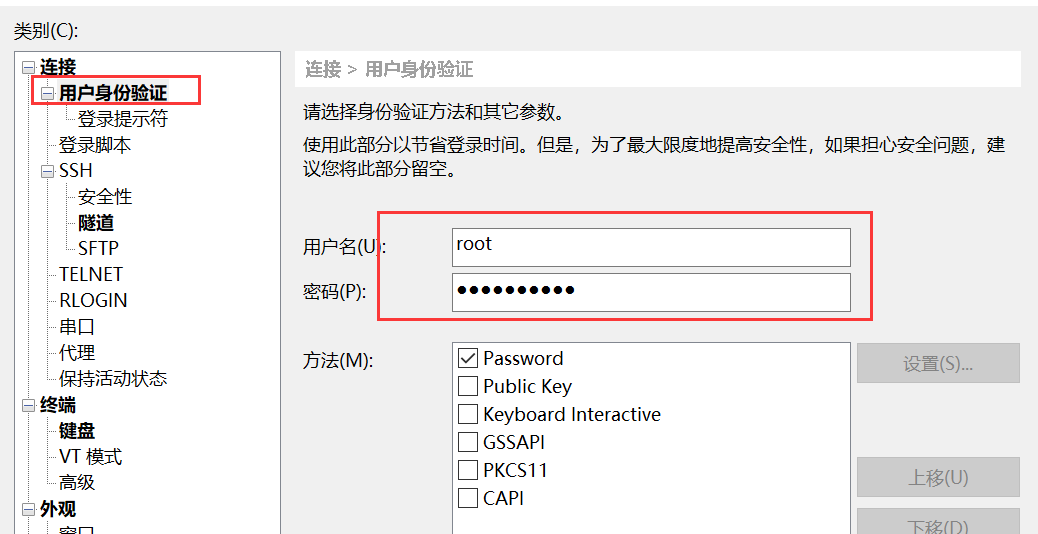 类别(C):
连接
用户身份验证
登录提示符
登录脚本
SSH
安全性
隧道
SFTP
TELNET
RLOGIN
串口
代理
保持活动状态
终端
键盘
VT 模式
高级
外观
窗口
连接 > 用户身份验证
请选择身份验证方法和其它参数。
使用此部分以节省登录时间。但是，为了最大限度地提高安全性，如果担心安全问题，建
议您将此部分留空。
用户名(U):
root
密码(P):
●●●●●●●●●●
方法(M):
Password
Public Key
Keyboard Interactive
GSSAPI
PKCS11
CAPI
设置(S)...
上移(U)
下移(D)